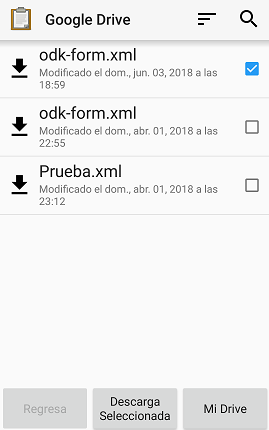 Google Drive
odk-form.xml
Modificado el dom., jun. 03, 2018 a las
18:59
odk-form.xml
Modificado el dom., abr. 01, 2018 a las
22:55
Prueba.xml
Modificado el dom., abr. 01, 2018 a las
23:12
Regresa
Descarga
Seleccionada
Mi Drive